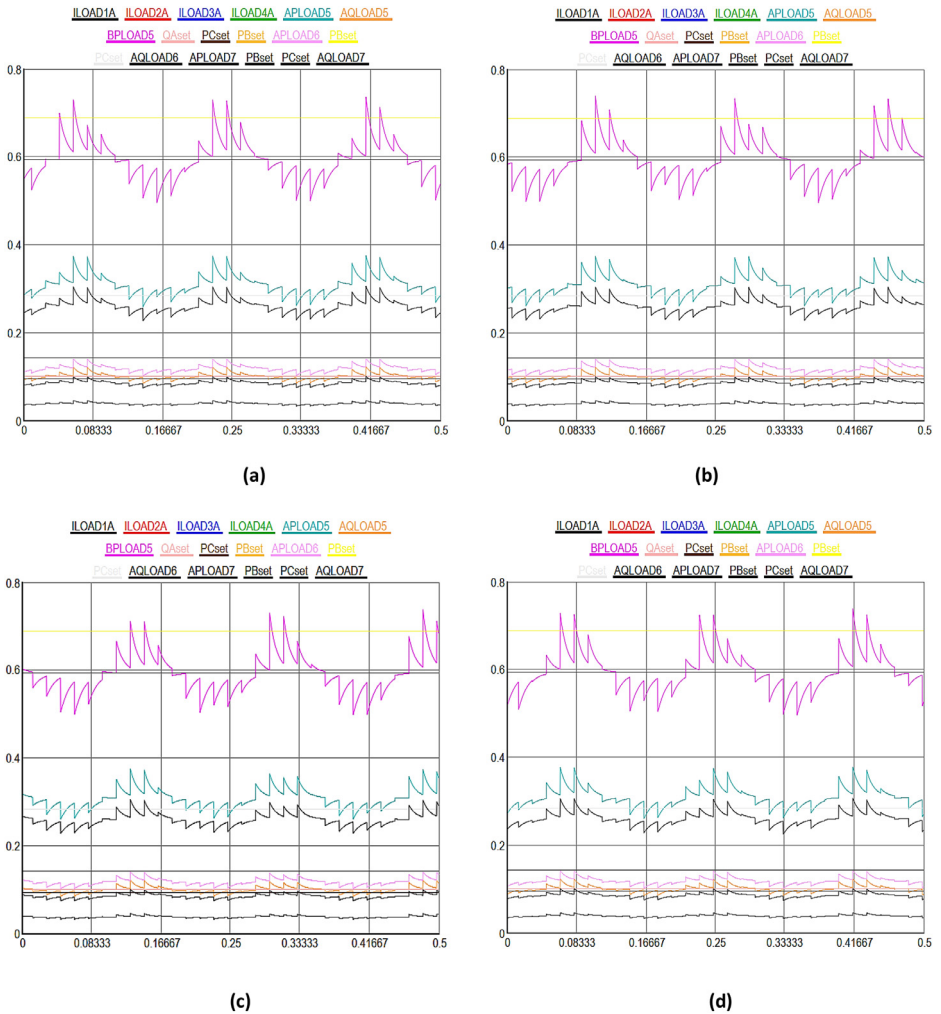 ILOAD1A ILOAD2A ILOAD3A ILOAD4A APLOAD5 AQLOAD5
BPLOAD5 QAset PCset PBset APLOAD6 PBset
PCset AQLOAD6 APLOAD7 PBset PCset AQLOAD7
0.8
0.6
0.4
0.2
0
0 0.08333 0.16667 0.25 0.33333 0.41667 0.5
(a)
ILOAD1A ILOAD2A ILOAD3A ILOAD4A APLOAD5 AQLOAD5
BPLOAD5 QAset PCset PBset APLOAD6 PBset
PCset AQLOAD6 APLOAD7 PBset PCset AQLOAD7
0.8
0.6
0.4
0.2
0
0 0.08333 0.16667 0.25 0.33333 0.41667 0.5
(b)
ILOAD1A ILOAD2A ILOAD3A ILOAD4A APLOAD5 AQLOAD5
BPLOAD5 QAset PCset PBset APLOAD6 PBset
PCset AQLOAD6 APLOAD7 PBset PCset AQLOAD7
0.8
0.6
0.4
0.2
0
0 0.08333 0.16667 0.25 0.33333 0.41667 0.5
(c)
ILOAD1A ILOAD2A ILOAD3A ILOAD4A APLOAD5 AQLOAD5
BPLOAD5 QAset PCset PBset APLOAD6 PBset
PCset AQLOAD6 APLOAD7 PBset PCset AQLOAD7
0.8
0.6
0.4
0.2
0
0 0.08333 0.16667 0.25 0.33333 0.41667 0.5
(d)